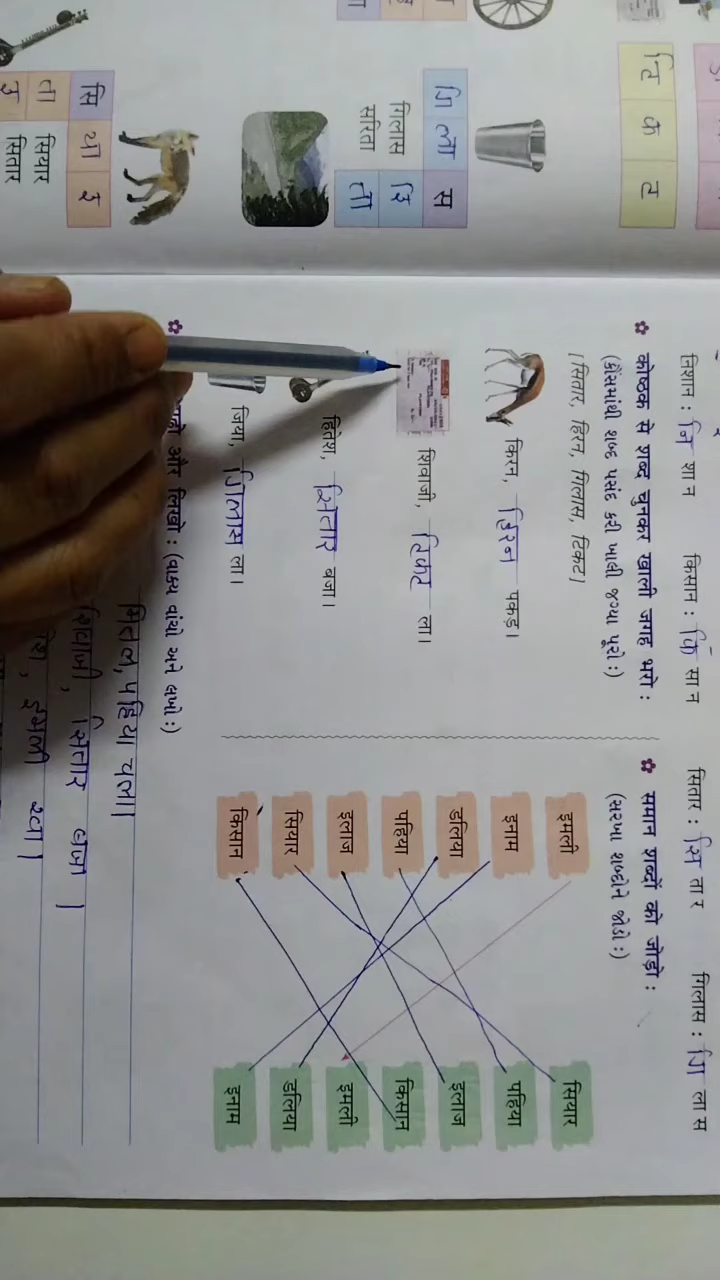 टि क ट
गि ला स
रि
ता
गिलास
सरिता
सि या र
ता
सियार
सितार
निशान : नि शान
किसान : कि सान
सितार : सि तार
गिलास : गि लास
कोष्ठक से शब्द चुनकर खाली जगह भरो :
(કૌંસમાંથી શબ્દ પસંદ કરી ખાલી જગ્યા પૂરો :)
। सितार, हिरन, गिलास, टिकट।
किरन, हिरन पकड़।
शिवाजी, टिकट ला।
हितेश, सितार बजा।
जिया, गिलास ला।
समान शब्दों को जोड़ो :
(સરખા શબ્દોને જોડો :)
इमली सियार
इनाम पहिया
डलिया इलाज
पहिया किसान
इलाज इमली
सियार डलिया
किसान इनाम
और लिखो : (વાક્ય વાંચો અને લખો :)
पहिया चला।
सितार बजा।
इमली खा।